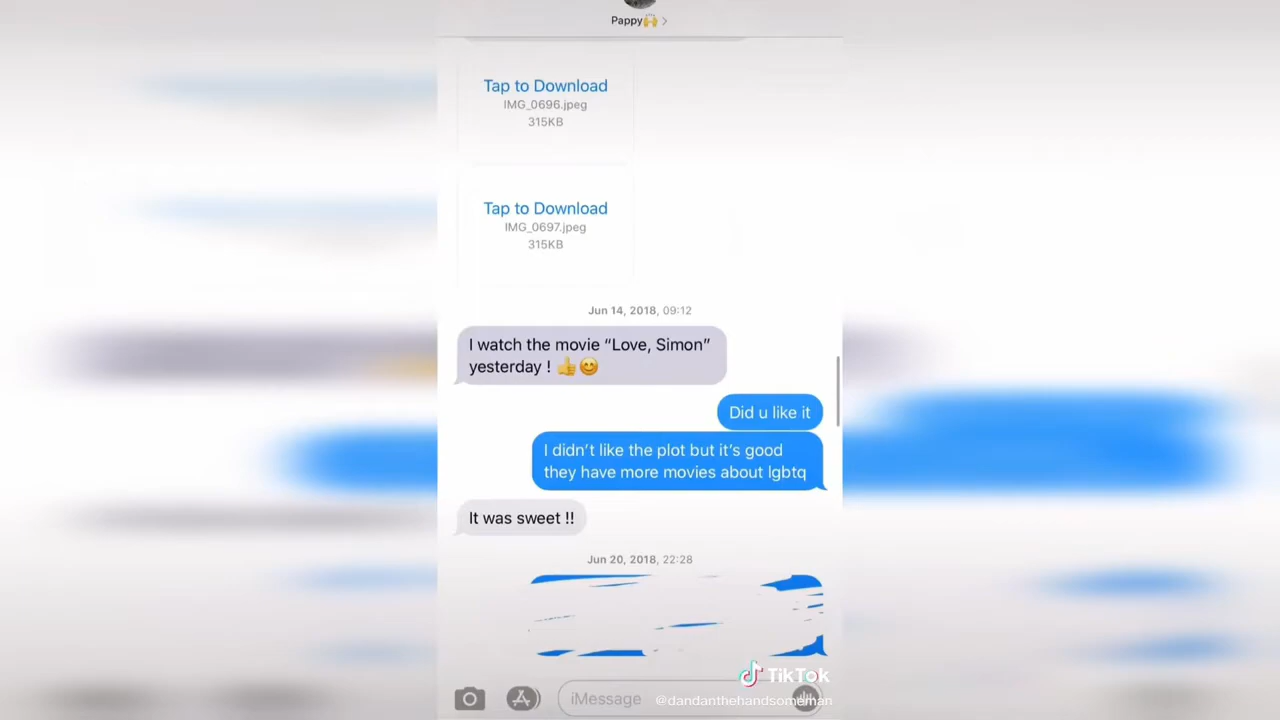 Pappy🙌 >
Tap to Download
IMG_0696.jpeg
315KB
Tap to Download
IMG_0697.jpeg
315KB
Jun 14, 2018, 09:12
I watch the movie “Love, Simon”
yesterday ! 👍😊
Did u like it
I didn’t like the plot but it’s good
they have more movies about lgbtq
It was sweet !!
Jun 20, 2018, 22:28
TikTok
iMessage
@dandanthehandsomeman